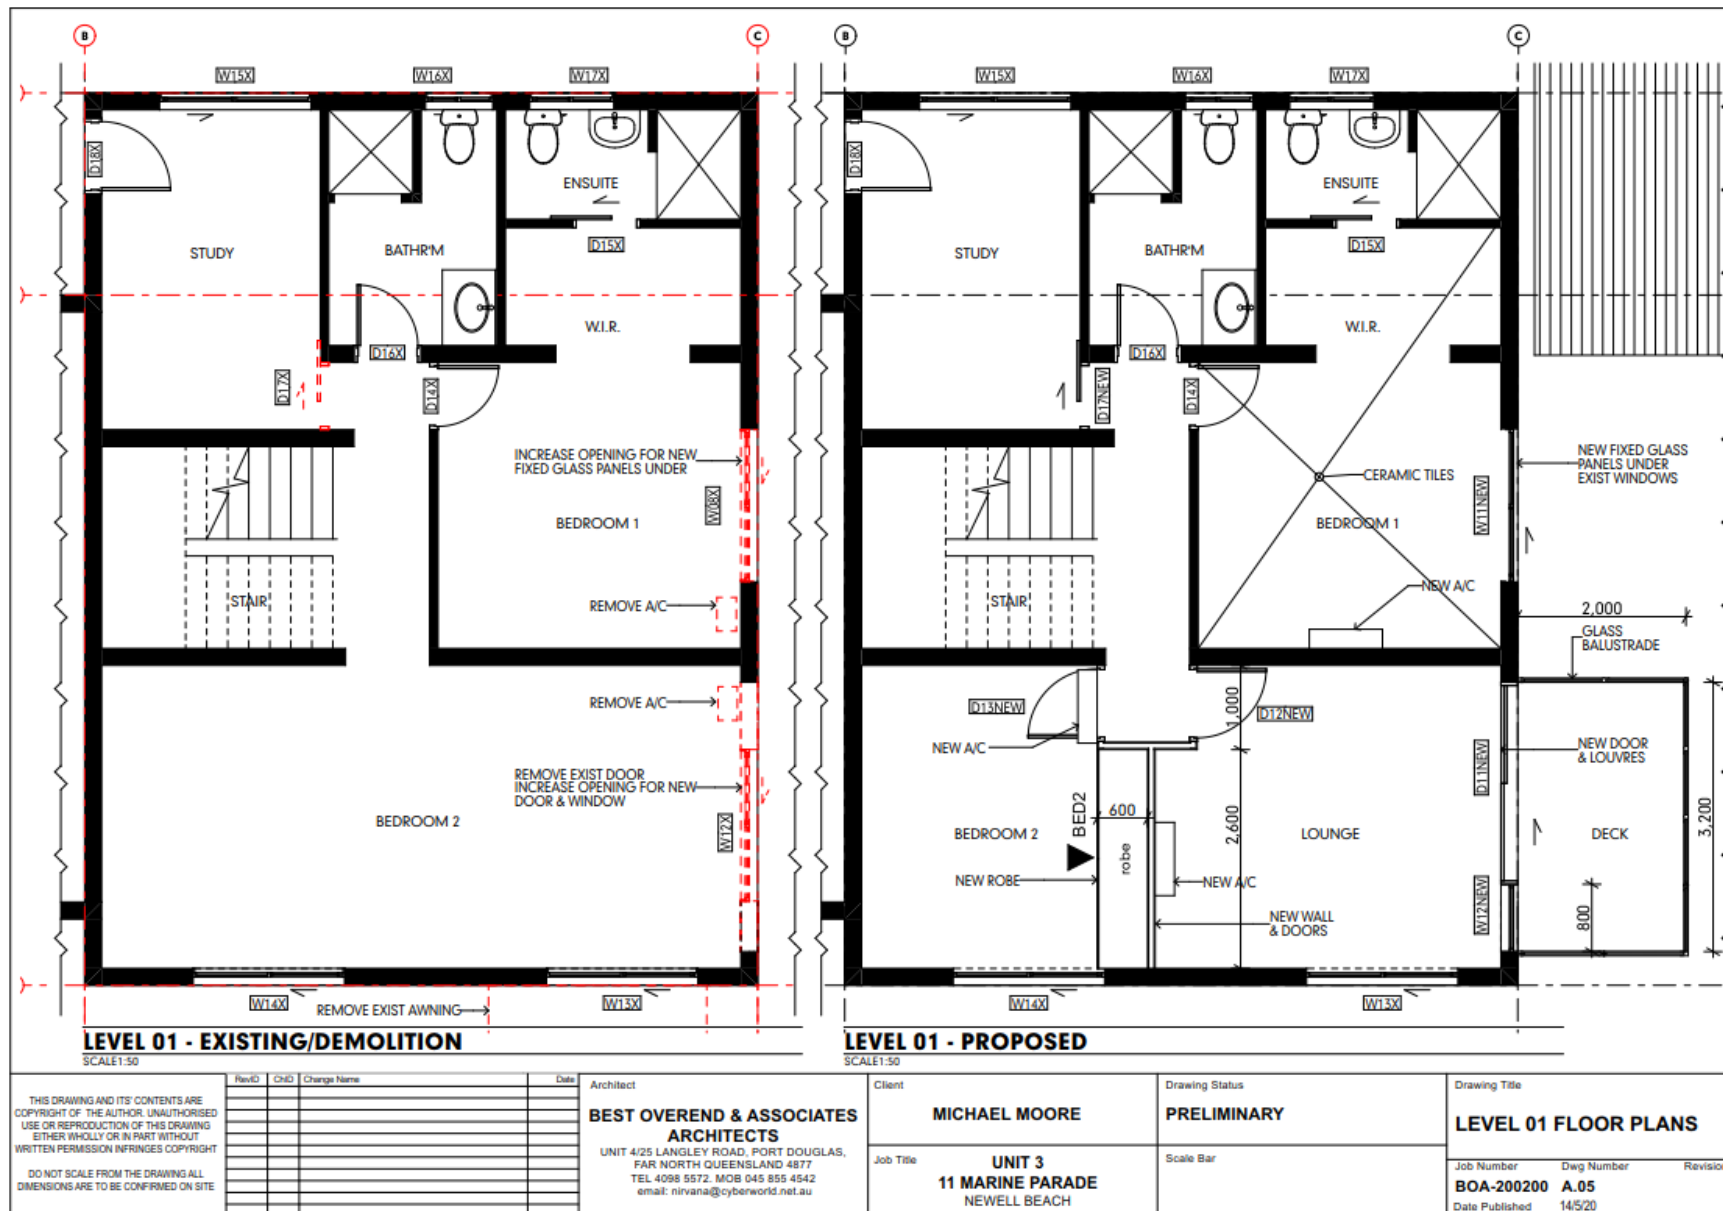 B
C
W15X
W16X
W17X
D18X
ENSUITE
STUDY
BATHR'M
D15X
W.I.R.
D16X
D17X
D14X
INCREASE OPENING FOR NEW
FIXED GLASS PANELS UNDER
W08X
BEDROOM 1
STAIR
REMOVE A/C
REMOVE A/C
REMOVE EXIST DOOR
INCREASE OPENING FOR NEW
DOOR & WINDOW
W12X
BEDROOM 2
W14X
W13X
REMOVE EXIST AWNING
LEVEL 01 - EXISTING/DEMOLITION
SCALE1:50
B
C
W15X
W16X
W17X
D18X
ENSUITE
STUDY
BATHR'M
D15X
W.I.R.
D16X
D17NEW
D14X
NEW FIXED GLASS
PANELS UNDER
EXIST WINDOWS
CERAMIC TILES
W11NEW
BEDROOM 1
NEW A/C
STAIR
2,000
GLASS
BALUSTRADE
D13NEW
1,000
D12NEW
NEW A/C
NEW DOOR
& LOUVRES
D11NEW
BED2
600
2,600
BEDROOM 2
LOUNGE
DECK
3,200
robe
NEW ROBE
NEW A/C
W12NEW
800
NEW WALL
& DOORS
W14X
W13X
LEVEL 01 - PROPOSED
SCALE1:50
THIS DRAWING AND ITS' CONTENTS ARE
COPYRIGHT OF THE AUTHOR. UNAUTHORISED
USE OR REPRODUCTION OF THIS DRAWING
EITHER WHOLLY OR IN PART WITHOUT
WRITTEN PERMISSION INFRINGES COPYRIGHT
DO NOT SCALE FROM THE DRAWING ALL
DIMENSIONS ARE TO BE CONFIRMED ON SITE
RevID ChID Change Name Date
Architect
BEST OVEREND & ASSOCIATES
ARCHITECTS
UNIT 4/25 LANGLEY ROAD, PORT DOUGLAS,
FAR NORTH QUEENSLAND 4877
TEL 4098 5572. MOB 045 855 4542
email: nirvana@cyberworld.net.au
Client
MICHAEL MOORE
Job Title
UNIT 3
11 MARINE PARADE
NEWELL BEACH
Drawing Status
PRELIMINARY
Scale Bar
Drawing Title
LEVEL 01 FLOOR PLANS
Job Number Dwg Number Revision
BOA-200200 A.05
Date Published 14/5/20